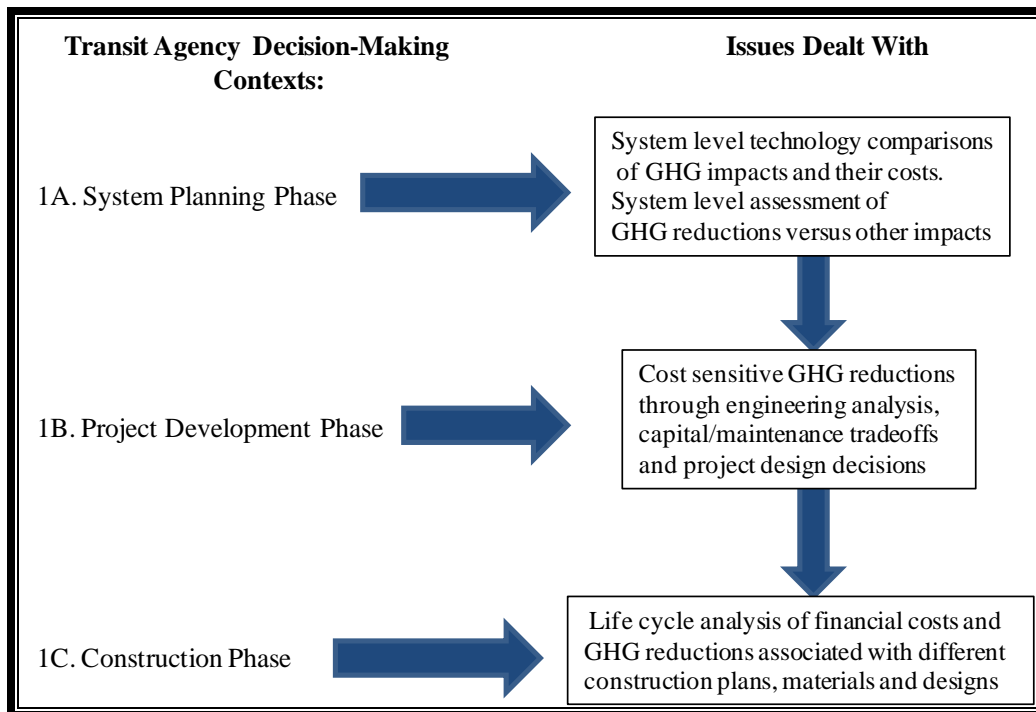 Transit Agency Decision-Making
Contexts:
Issues Dealt With
1A. System Planning Phase
System level technology comparisons
of GHG impacts and their costs.
System level assessment of
GHG reductions versus other impacts
1B. Project Development Phase
Cost sensitive GHG reductions
through engineering analysis,
capital/maintenance tradeoffs
and project design decisions
1C. Construction Phase
Life cycle analysis of financial costs and
GHG reductions associated with different
construction plans, materials and designs